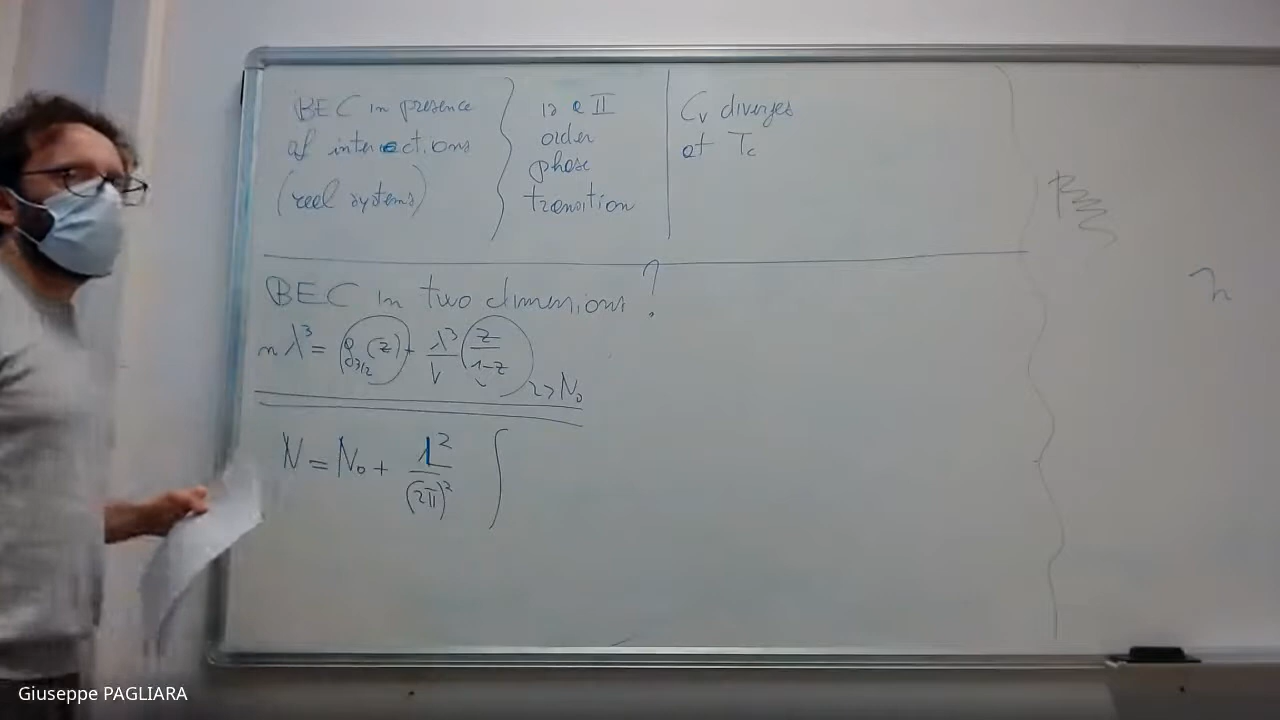 BEC in presence
of interactions
(real systems)
is a II
order
phase
transition
Cv diverges
at Tc
BEC in two dimensions?
nλ³ = g₃/₂(z) + λ³/V (z/(1-z)) → N₀
N = N₀ + L²/(2π)² ∫
Giuseppe PAGLIARA